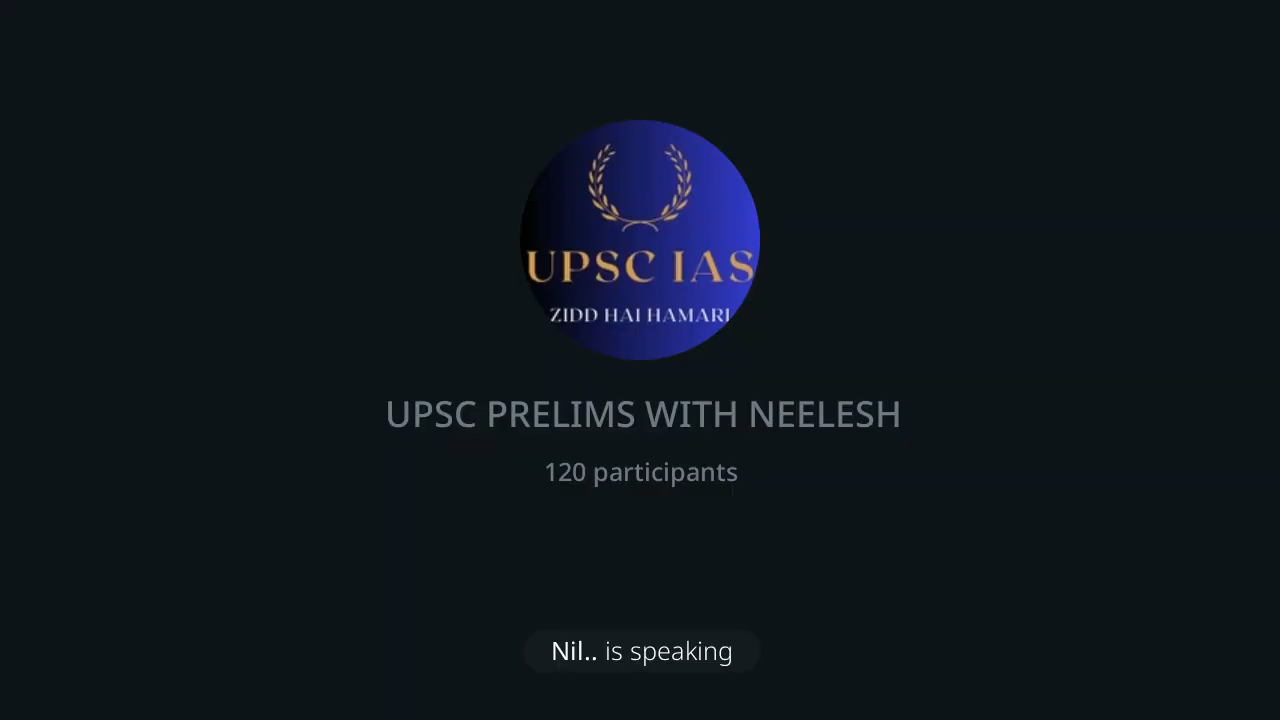 UPSC IAS
ZIDD HAI HAMARI
UPSC PRELIMS WITH NEELESH
120 participants
Nil.. is speaking